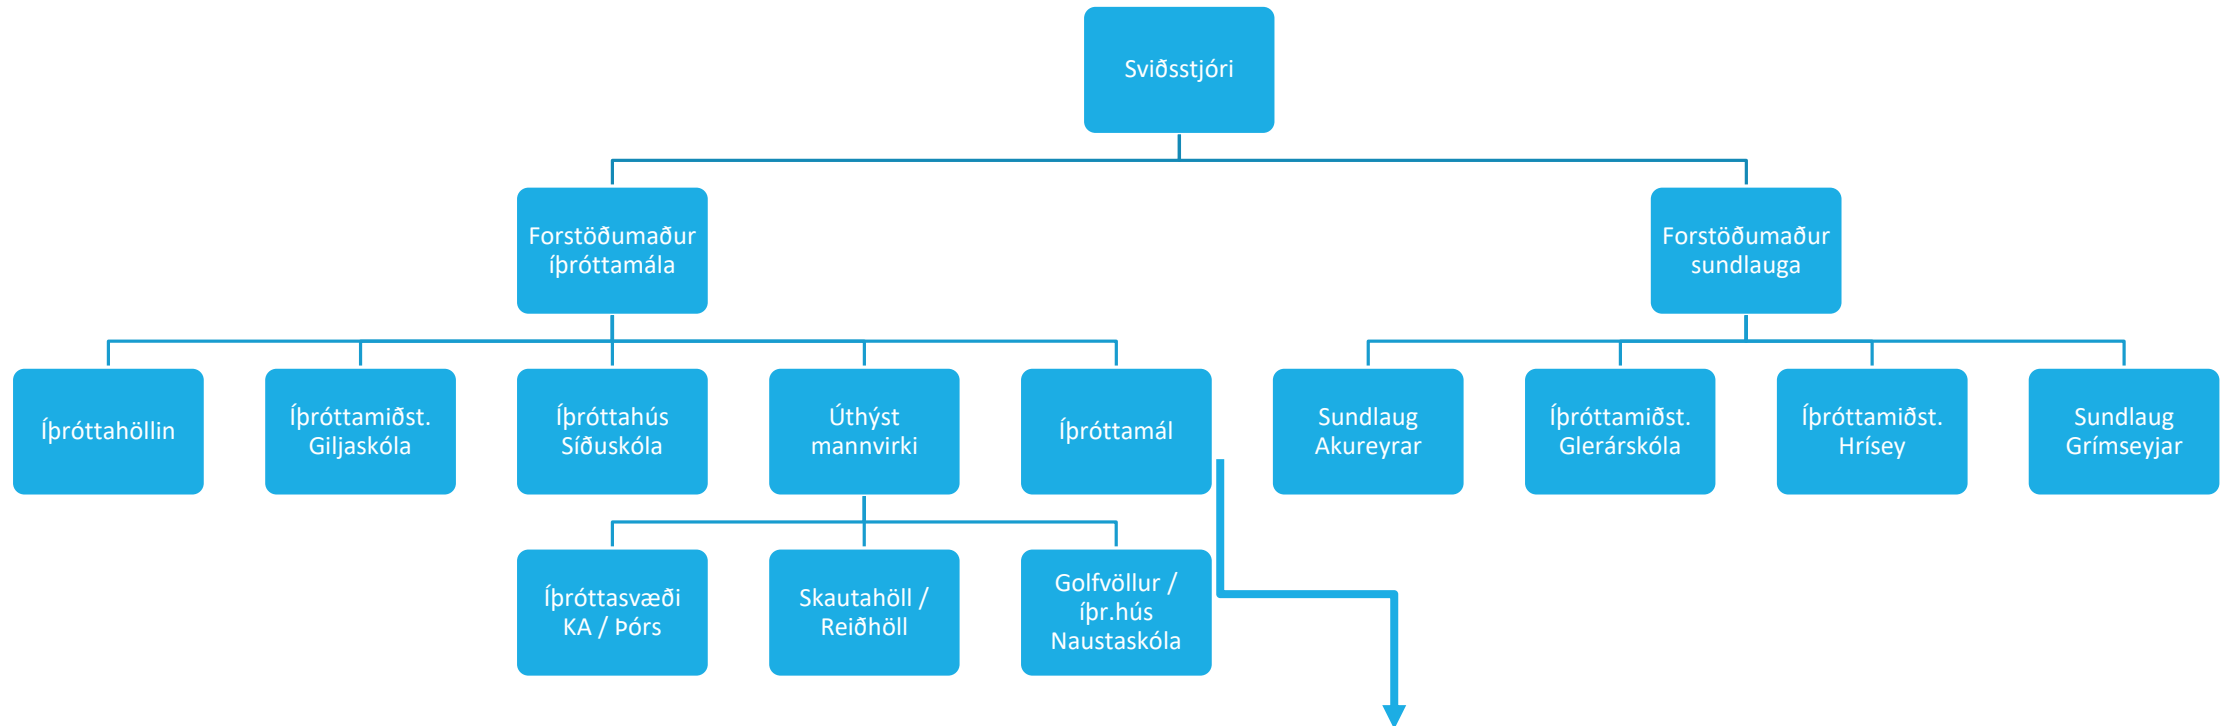 Sviðsstjóri
Forstöðumaður
íþróttamála
Forstöðumaður
sundlauga
Íþróttahöllin
Íþróttamiðst.
Giljaskóla
Íþróttahús
Síðuskóla
Úthýst
mannvirki
Íþróttamál
Sundlaug
Akureyrar
Íþróttamiðst.
Glerárskóla
Íþróttamiðst.
Hrísey
Sundlaug
Grímseyjar
Íþróttasvæði
KA / Þórs
Skautahöll /
Reiðhöll
Golfvöllur /
íþr.hús
Naustaskóla